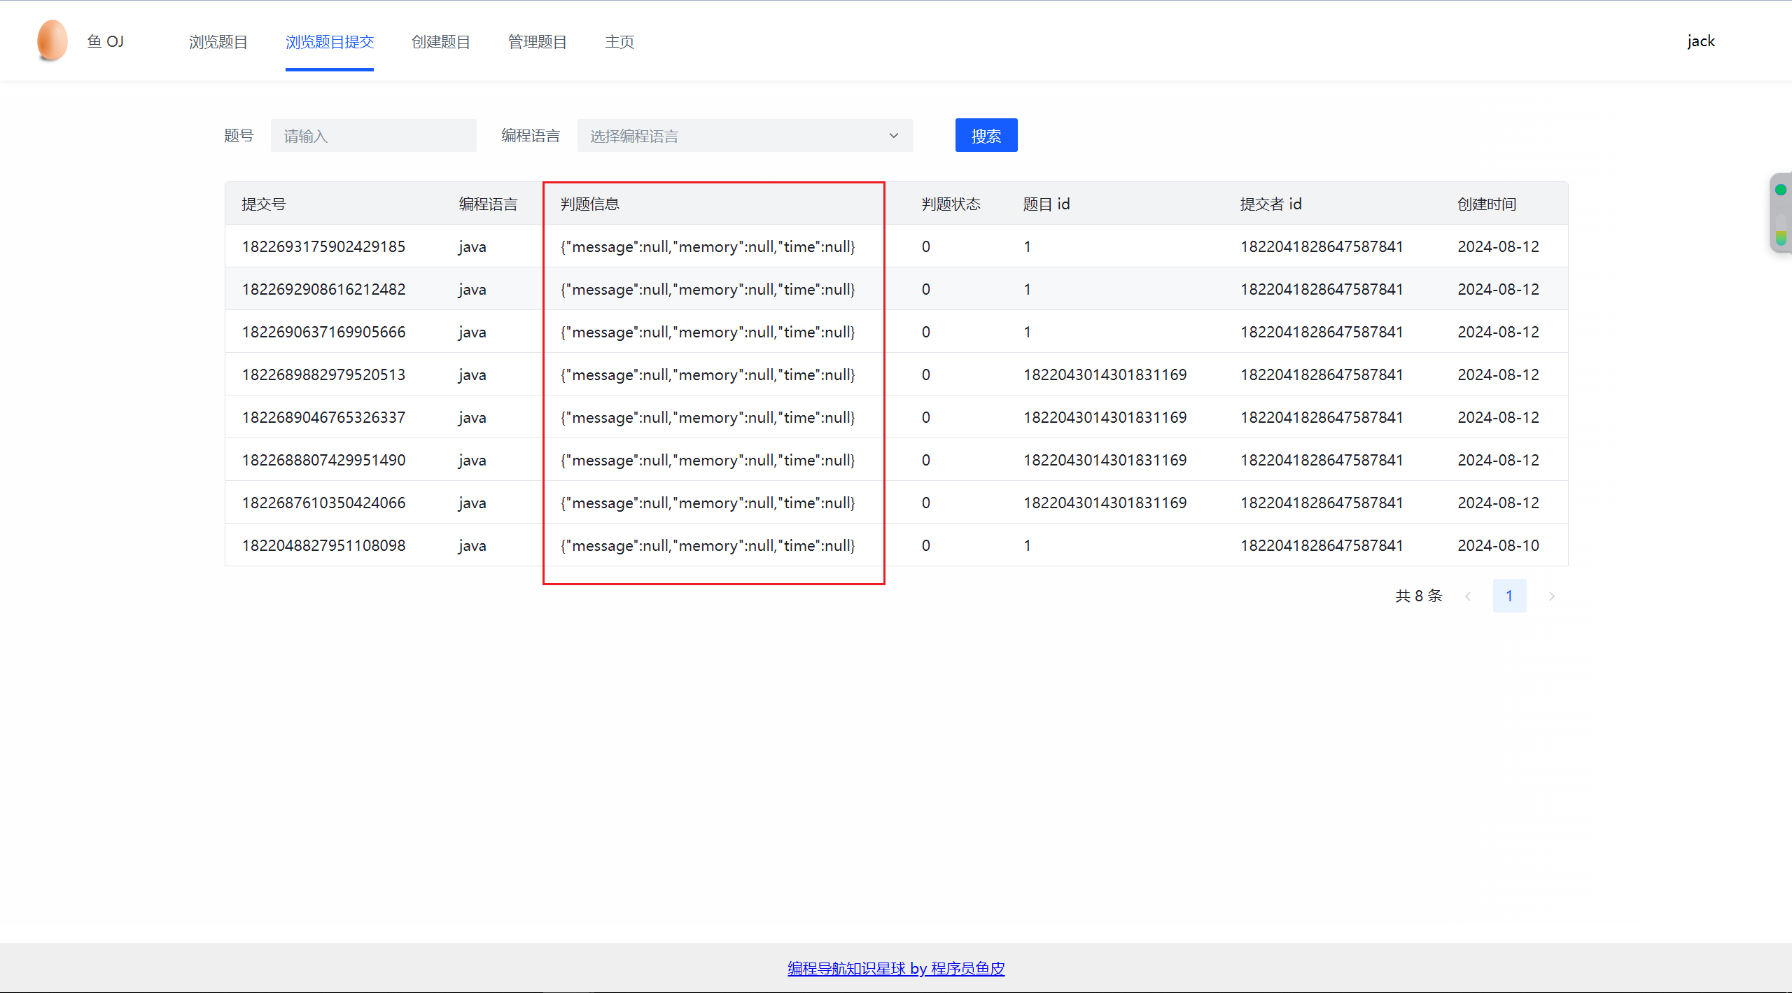 鱼 OJ 浏览题目 浏览题目提交 创建题目 管理题目 主页 jack
题号 请输入 编程语言 选择编程语言 搜索
提交号 编程语言 判题信息 判题状态 题目 id 提交者 id 创建时间
1822693175902429185 java {"message":null,"memory":null,"time":null} 0 1 1822041828647587841 2024-08-12
1822692908616212482 java {"message":null,"memory":null,"time":null} 0 1 1822041828647587841 2024-08-12
1822690637169905666 java {"message":null,"memory":null,"time":null} 0 1 1822041828647587841 2024-08-12
1822689882979520513 java {"message":null,"memory":null,"time":null} 0 1822043014301831169 1822041828647587841 2024-08-12
1822689046765326337 java {"message":null,"memory":null,"time":null} 0 1822043014301831169 1822041828647587841 2024-08-12
1822688807429951490 java {"message":null,"memory":null,"time":null} 0 1822043014301831169 1822041828647587841 2024-08-12
1822687610350424066 java {"message":null,"memory":null,"time":null} 0 1822043014301831169 1822041828647587841 2024-08-12
1822048827951108098 java {"message":null,"memory":null,"time":null} 0 1 1822041828647587841 2024-08-10
共 8 条 1
编程导航知识星球 by 程序员鱼皮